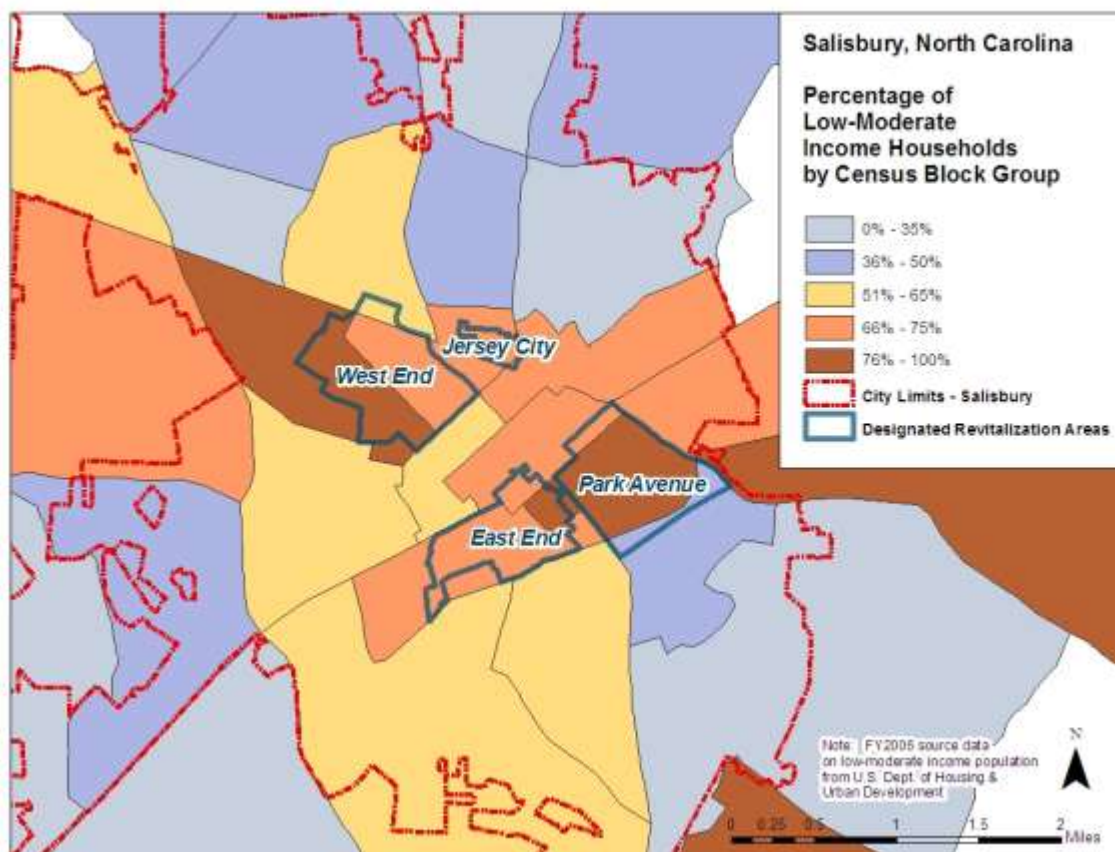 Salisbury, North Carolina
Percentage of
Low-Moderate
Income Households
by Census Block Group
0% - 35%
36% - 50%
51% - 65%
66% - 75%
76% - 100%
City Limits - Salisbury
Designated Revitalization Areas
Jersey City
West End
Park Avenue
East End
N
Note: FY2005 source data
on low-moderate income population
from U.S. Dept. of Housing &
Urban Development
0 0.25 0.5 1 1.5 2
Miles